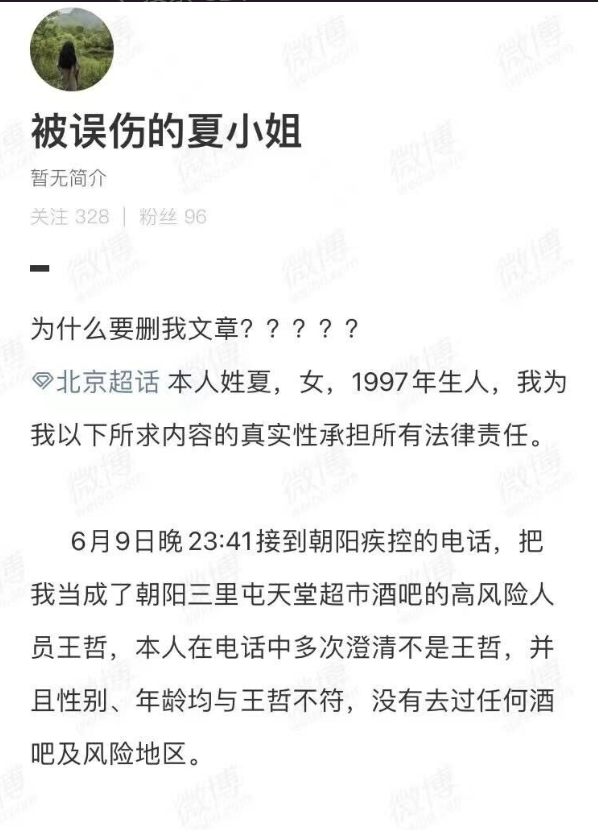 被误伤的夏小姐
暂无简介
关注 328 | 粉丝 96
为什么要删我文章？？？？？
北京超话 本人姓夏，女，1997年生人，我为
我以下所求内容的真实性承担所有法律责任。
6月9日晚23:41接到朝阳疾控的电话，把
我当成了朝阳三里屯天堂超市酒吧的高风险人
员王哲，本人在电话中多次澄清不是王哲，并
且性别、年龄均与王哲不符，没有去过任何酒
吧及风险地区。